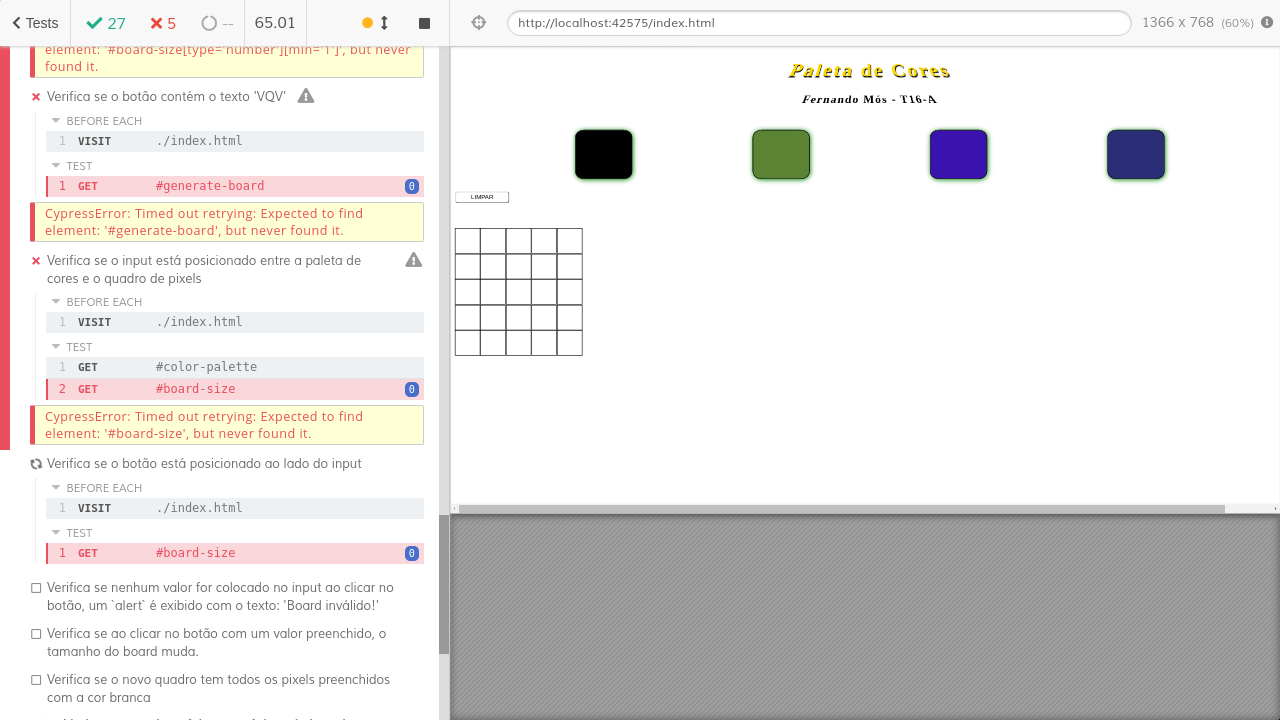 Tests 27 5 -- 65.01 http://localhost:42575/index.html 1366 x 768 (60%)
element: '#board-size[type='number'][min='1']', but never
found it.
Verifica se o botão contém o texto 'VQV'
BEFORE EACH
1 VISIT ./index.html
TEST
1 GET #generate-board 0
CypressError: Timed out retrying: Expected to find
element: '#generate-board', but never found it.
Verifica se o input está posicionado entre a paleta de
cores e o quadro de pixels
BEFORE EACH
1 VISIT ./index.html
TEST
1 GET #color-palette
2 GET #board-size 0
CypressError: Timed out retrying: Expected to find
element: '#board-size', but never found it.
Verifica se o botão está posicionado ao lado do input
BEFORE EACH
1 VISIT ./index.html
TEST
1 GET #board-size 0
Verifica se nenhum valor for colocado no input ao clicar no
botão, um `alert` é exibido com o texto: 'Board inválido!'
Verifica se ao clicar no botão com um valor preenchido, o
tamanho do board muda.
Verifica se o novo quadro tem todos os pixels preenchidos
com a cor branca
Paleta de Cores
Fernando Mós - T16-A
LIMPAR